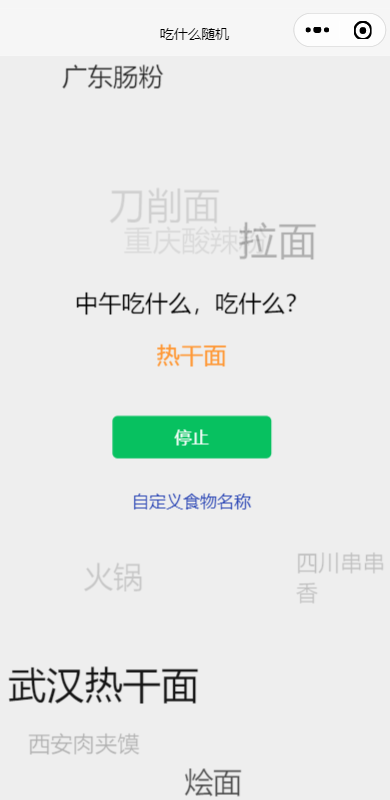 吃什么随机
广东肠粉
刀削面
拉面
重庆酸辣
中午吃什么，吃什么？
热干面
停止
自定义食物名称
四川串串
香
火锅
武汉热干面
西安肉夹馍
烩面